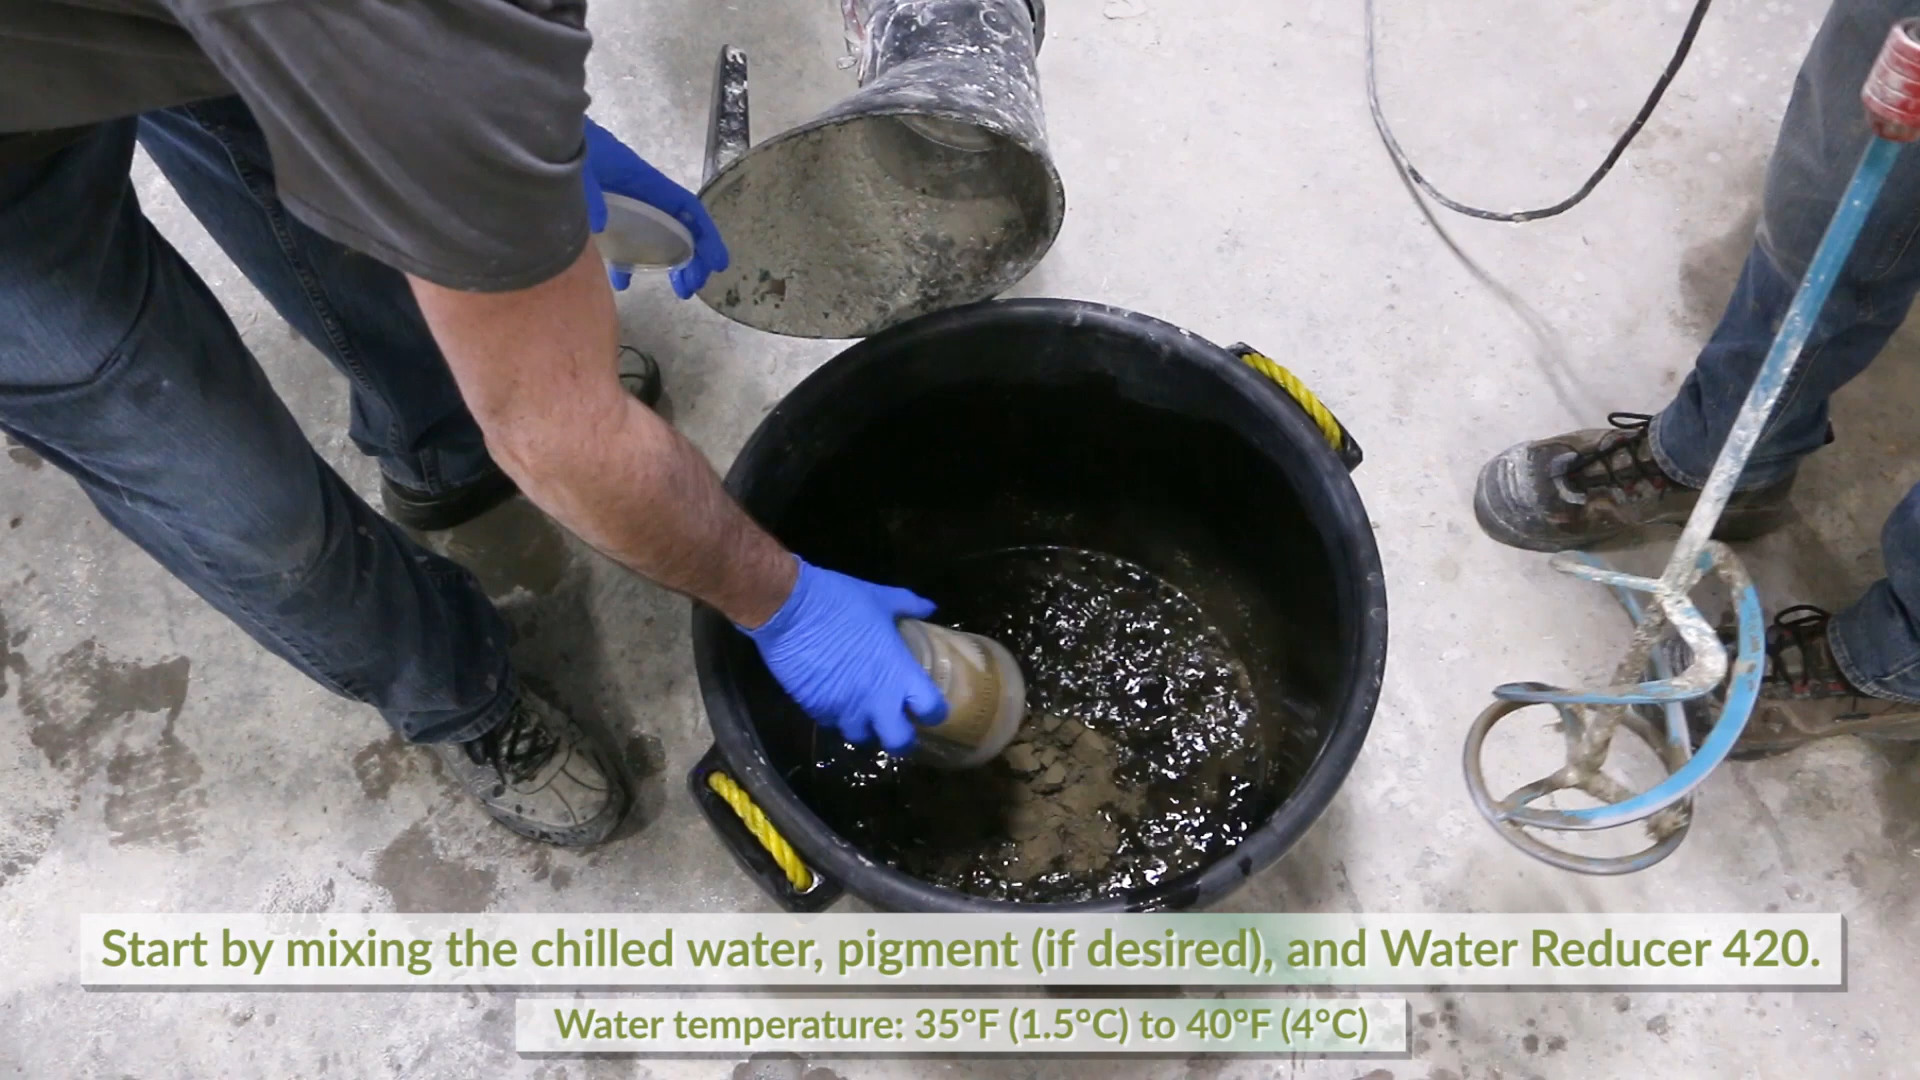 Start by mixing the chilled water, pigment (if desired), and Water Reducer 420.
Water temperature: 35°F (1.5°C) to 40°F (4°C)